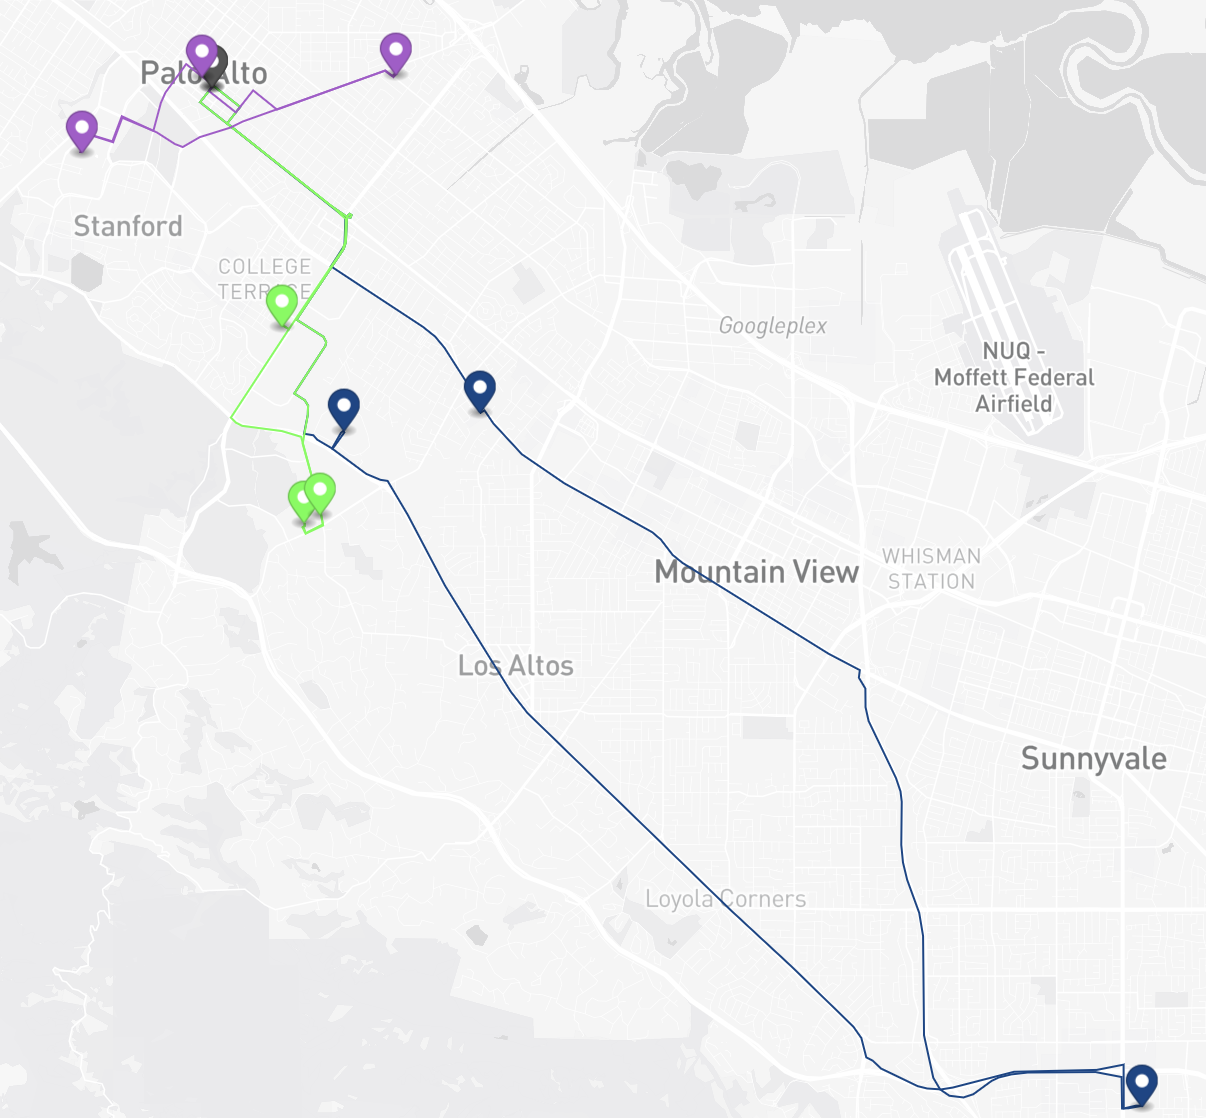 Palo Alto
Stanford
COLLEGE
TERRACE
Googleplex
NUQ -
Moffett Federal
Airfield
Mountain View
WHISMAN
STATION
Los Altos
Sunnyvale
Loyola Corners